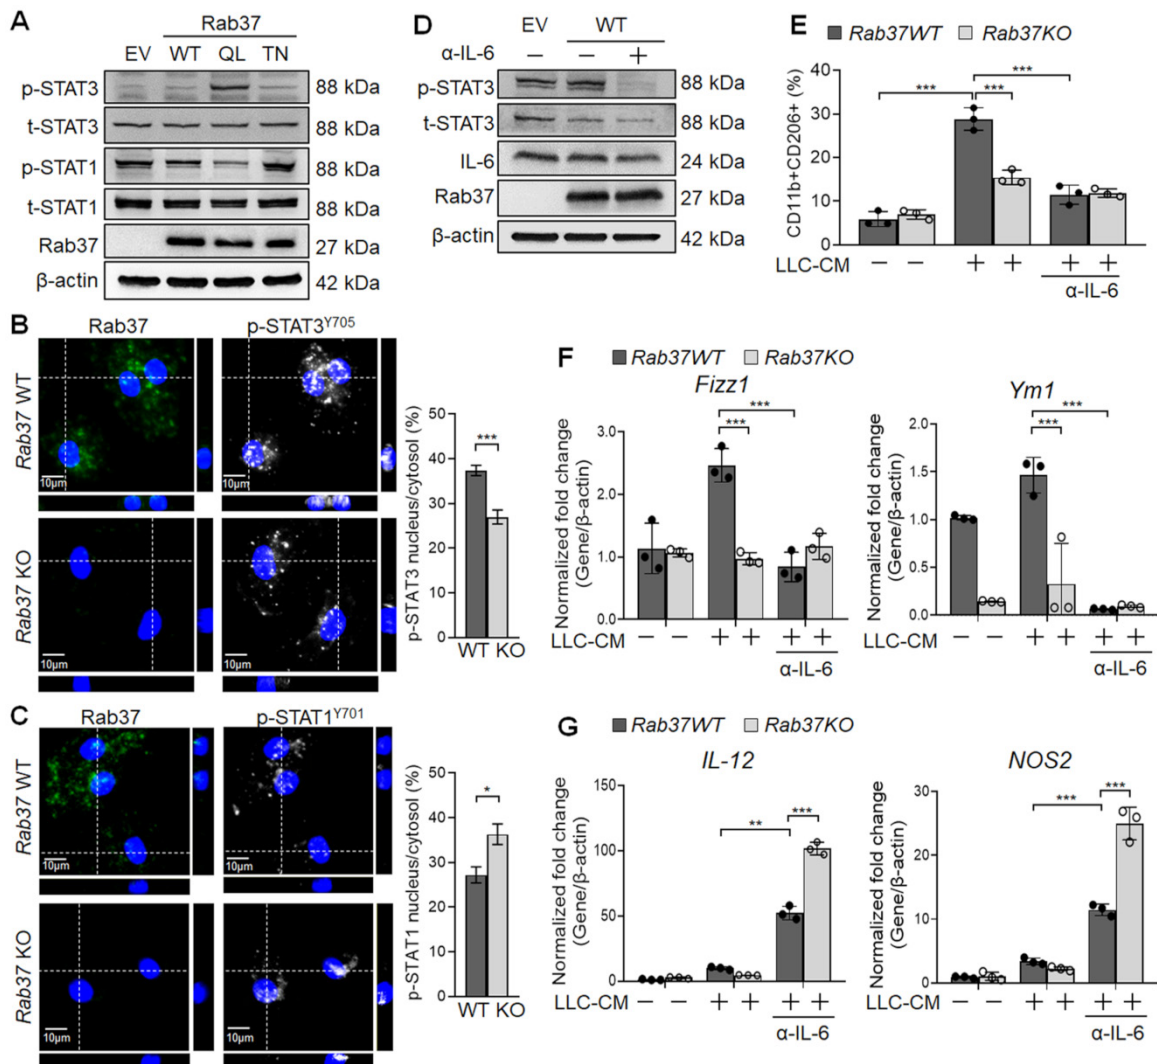 A
Rab37
EV WT QL TN
p-STAT3 88 kDa
t-STAT3 88 kDa
p-STAT1 88 kDa
t-STAT1 88 kDa
Rab37 27 kDa
β-actin 42 kDa
D
EV WT
α-IL-6 − − +
p-STAT3 88 kDa
t-STAT3 88 kDa
IL-6 24 kDa
Rab37 27 kDa
β-actin 42 kDa
E
Rab37WT Rab37KO
CD11b+CD206+ (%)
40
30
20
10
0
*** *** ***
LLC-CM − − + + + +
α-IL-6
B
Rab37 p-STAT3Y705
Rab37 WT
10µm 10µm
Rab37 KO
10µm 10µm
p-STAT3 nucleus/cytosol (%)
50
40
30
20
10
0
***
WT KO
C
Rab37 p-STAT1Y701
Rab37 WT
10µm 10µm
Rab37 KO
10µm 10µm
p-STAT1 nucleus/cytosol (%)
50
40
30
20
10
0
*
WT KO
F
Rab37WT Rab37KO
Fizz1
Normalized fold change
(Gene/β-actin)
3.0
2.0
1.0
0.0
***
***
LLC-CM − − + + + +
α-IL-6
Ym1
Normalized fold change
(Gene/β-actin)
2.0
1.5
1.0
0.5
0.0
***
***
LLC-CM − − + + + +
α-IL-6
G
Rab37WT Rab37KO
IL-12
Normalized fold change
(Gene/β-actin)
150
100
50
0
** ***
LLC-CM − − + + + +
α-IL-6
NOS2
Normalized fold change
(Gene/β-actin)
30
20
10
0
*** ***
LLC-CM − − + + + +
α-IL-6